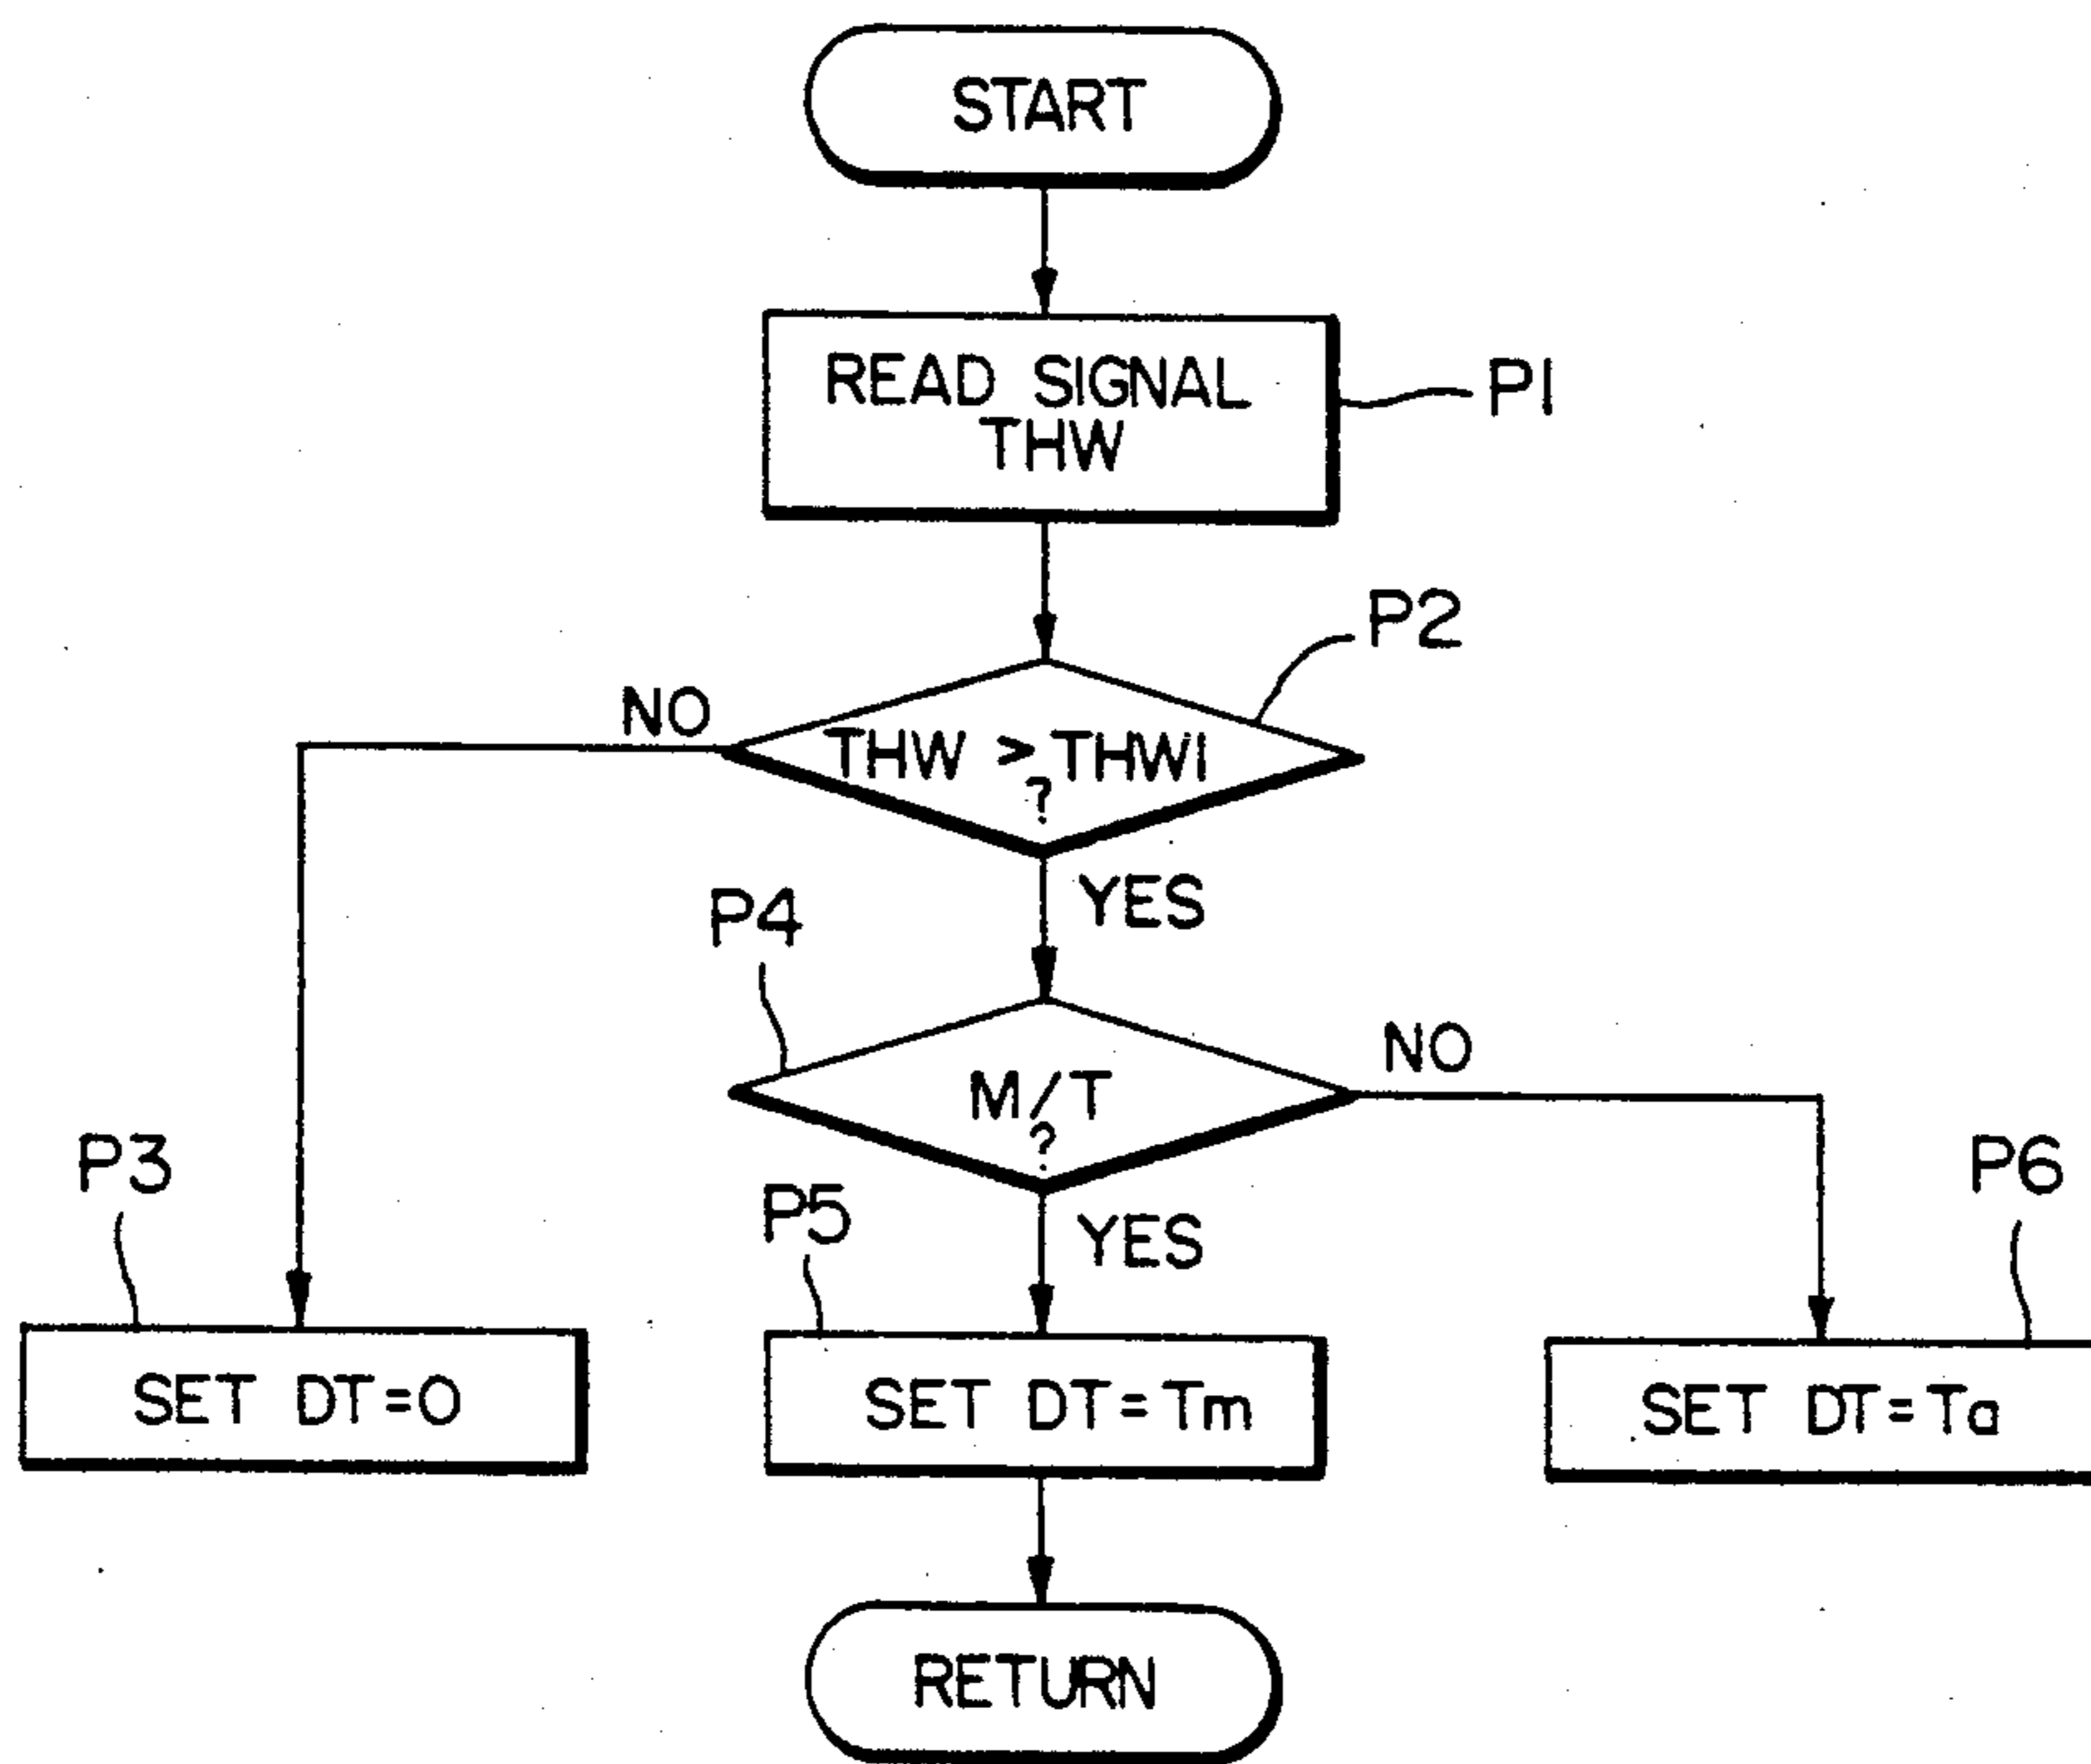 START
READ SIGNAL
THW
P1
P2
NO
THW > THW1
?
YES
P4
NO
M/T
?
P3
P5
YES
P6
SET DT=0
SET DT=Tm
SET DT=Ta
RETURN